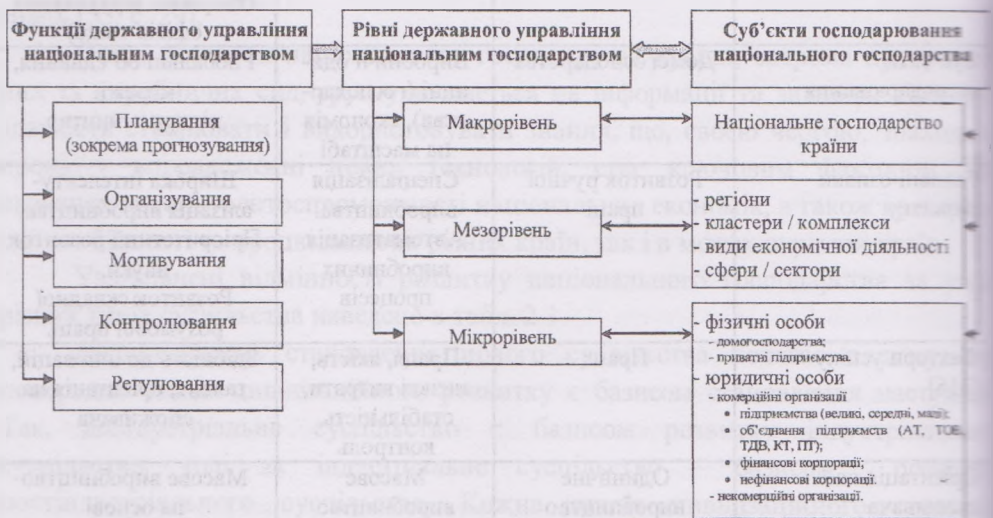 Функції державного управління
національним господарством
Рівні державного управління
національним господарством
Суб’єкти господарювання
національного господарства
Планування
(зокрема прогнозування)
Організування
Мотивування
Контролювання
Регулювання
Макрорівень
Мезорівень
Мікрорівень
Національне господарство
країни
- регіони
- кластери / комплекси
- види економічної діяльності
- сфери / сектори
- фізичні особи
- домогосподарства;
- приватні підприємства.
- юридичні особи
- комерційні організації
• підприємства (великі, середні, малі);
• об’єднання підприємств (АТ, ТОВ,
ТДВ, КТ, ПТ);
• фінансові корпорації;
• нефінансові корпорації.
- некомерційні організації.